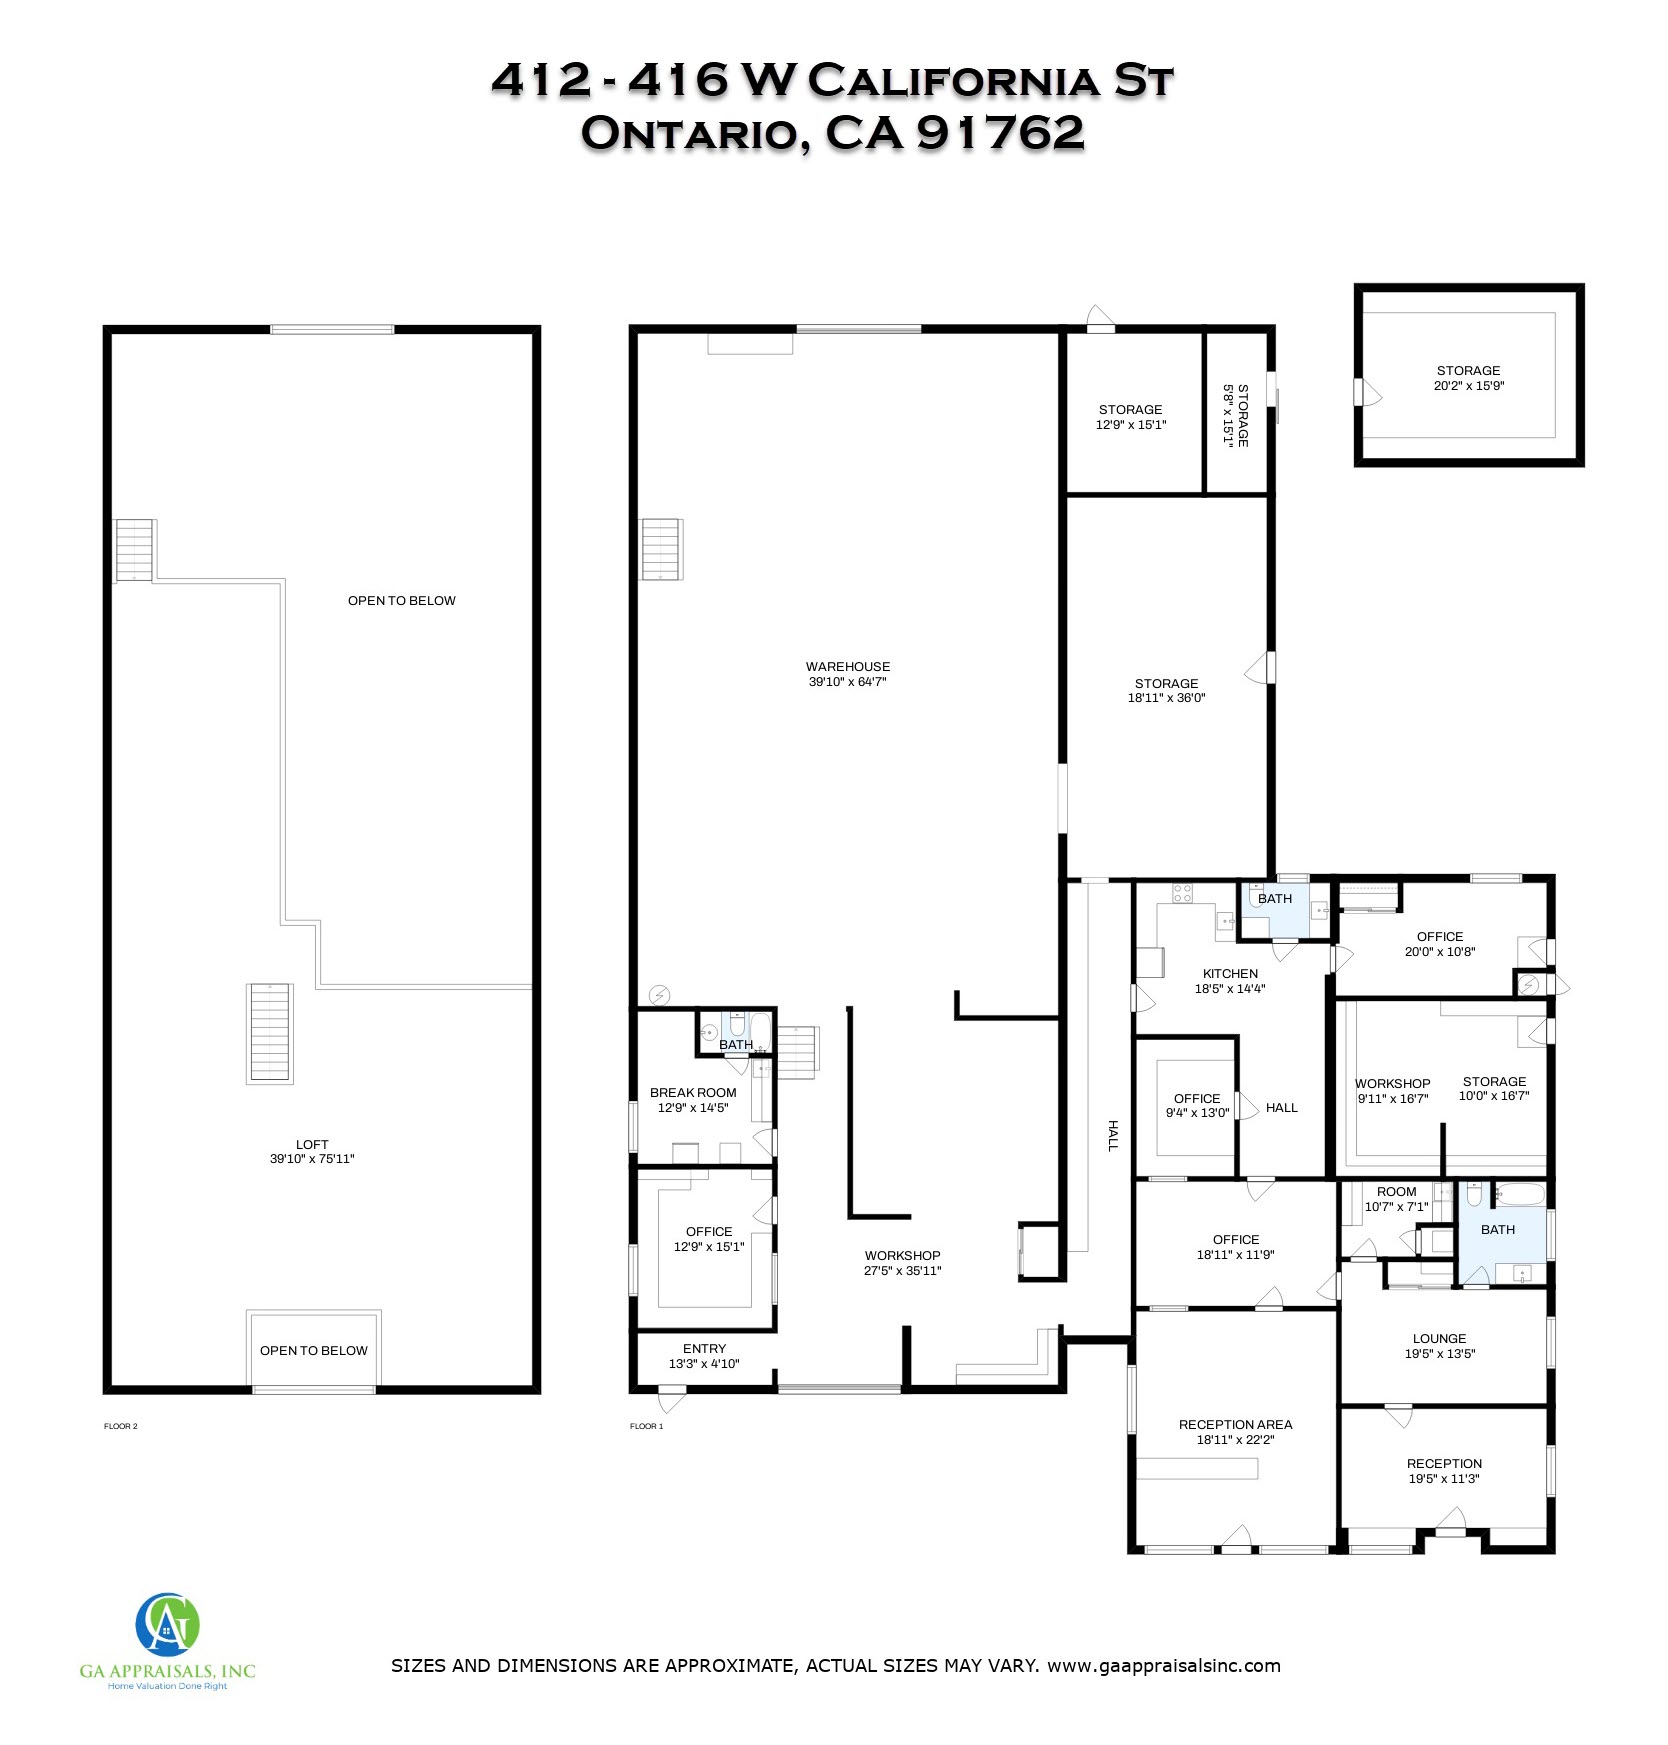 412 - 416 W California St
Ontario, CA 91762
STORAGE
20'2" x 15'9"
STORAGE
12'9" x 15'1"
STORAGE
5'8" x 15'1"
OPEN TO BELOW
WAREHOUSE
39'10" x 64'7"
STORAGE
18'11" x 36'0"
BATH
OFFICE
20'0" x 10'8"
KITCHEN
18'5" x 14'4"
BATH
BREAK ROOM
12'9" x 14'5"
WORKSHOP
9'11" x 16'7"
STORAGE
10'0" x 16'7"
OFFICE
9'4" x 13'0"
HALL
HALL
LOFT
39'10" x 75'11"
ROOM
10'7" x 7'1"
BATH
OFFICE
12'9" x 15'1"
OFFICE
18'11" x 11'9"
WORKSHOP
27'5" x 35'11"
LOUNGE
19'5" x 13'5"
OPEN TO BELOW
ENTRY
13'3" x 4'10"
RECEPTION AREA
18'11" x 22'2"
RECEPTION
19'5" x 11'3"
FLOOR 2
FLOOR 1
GA APPRAISALS, INC
Home Valuation Done Right
SIZES AND DIMENSIONS ARE APPROXIMATE, ACTUAL SIZES MAY VARY. www.gaappraisalsinc.com